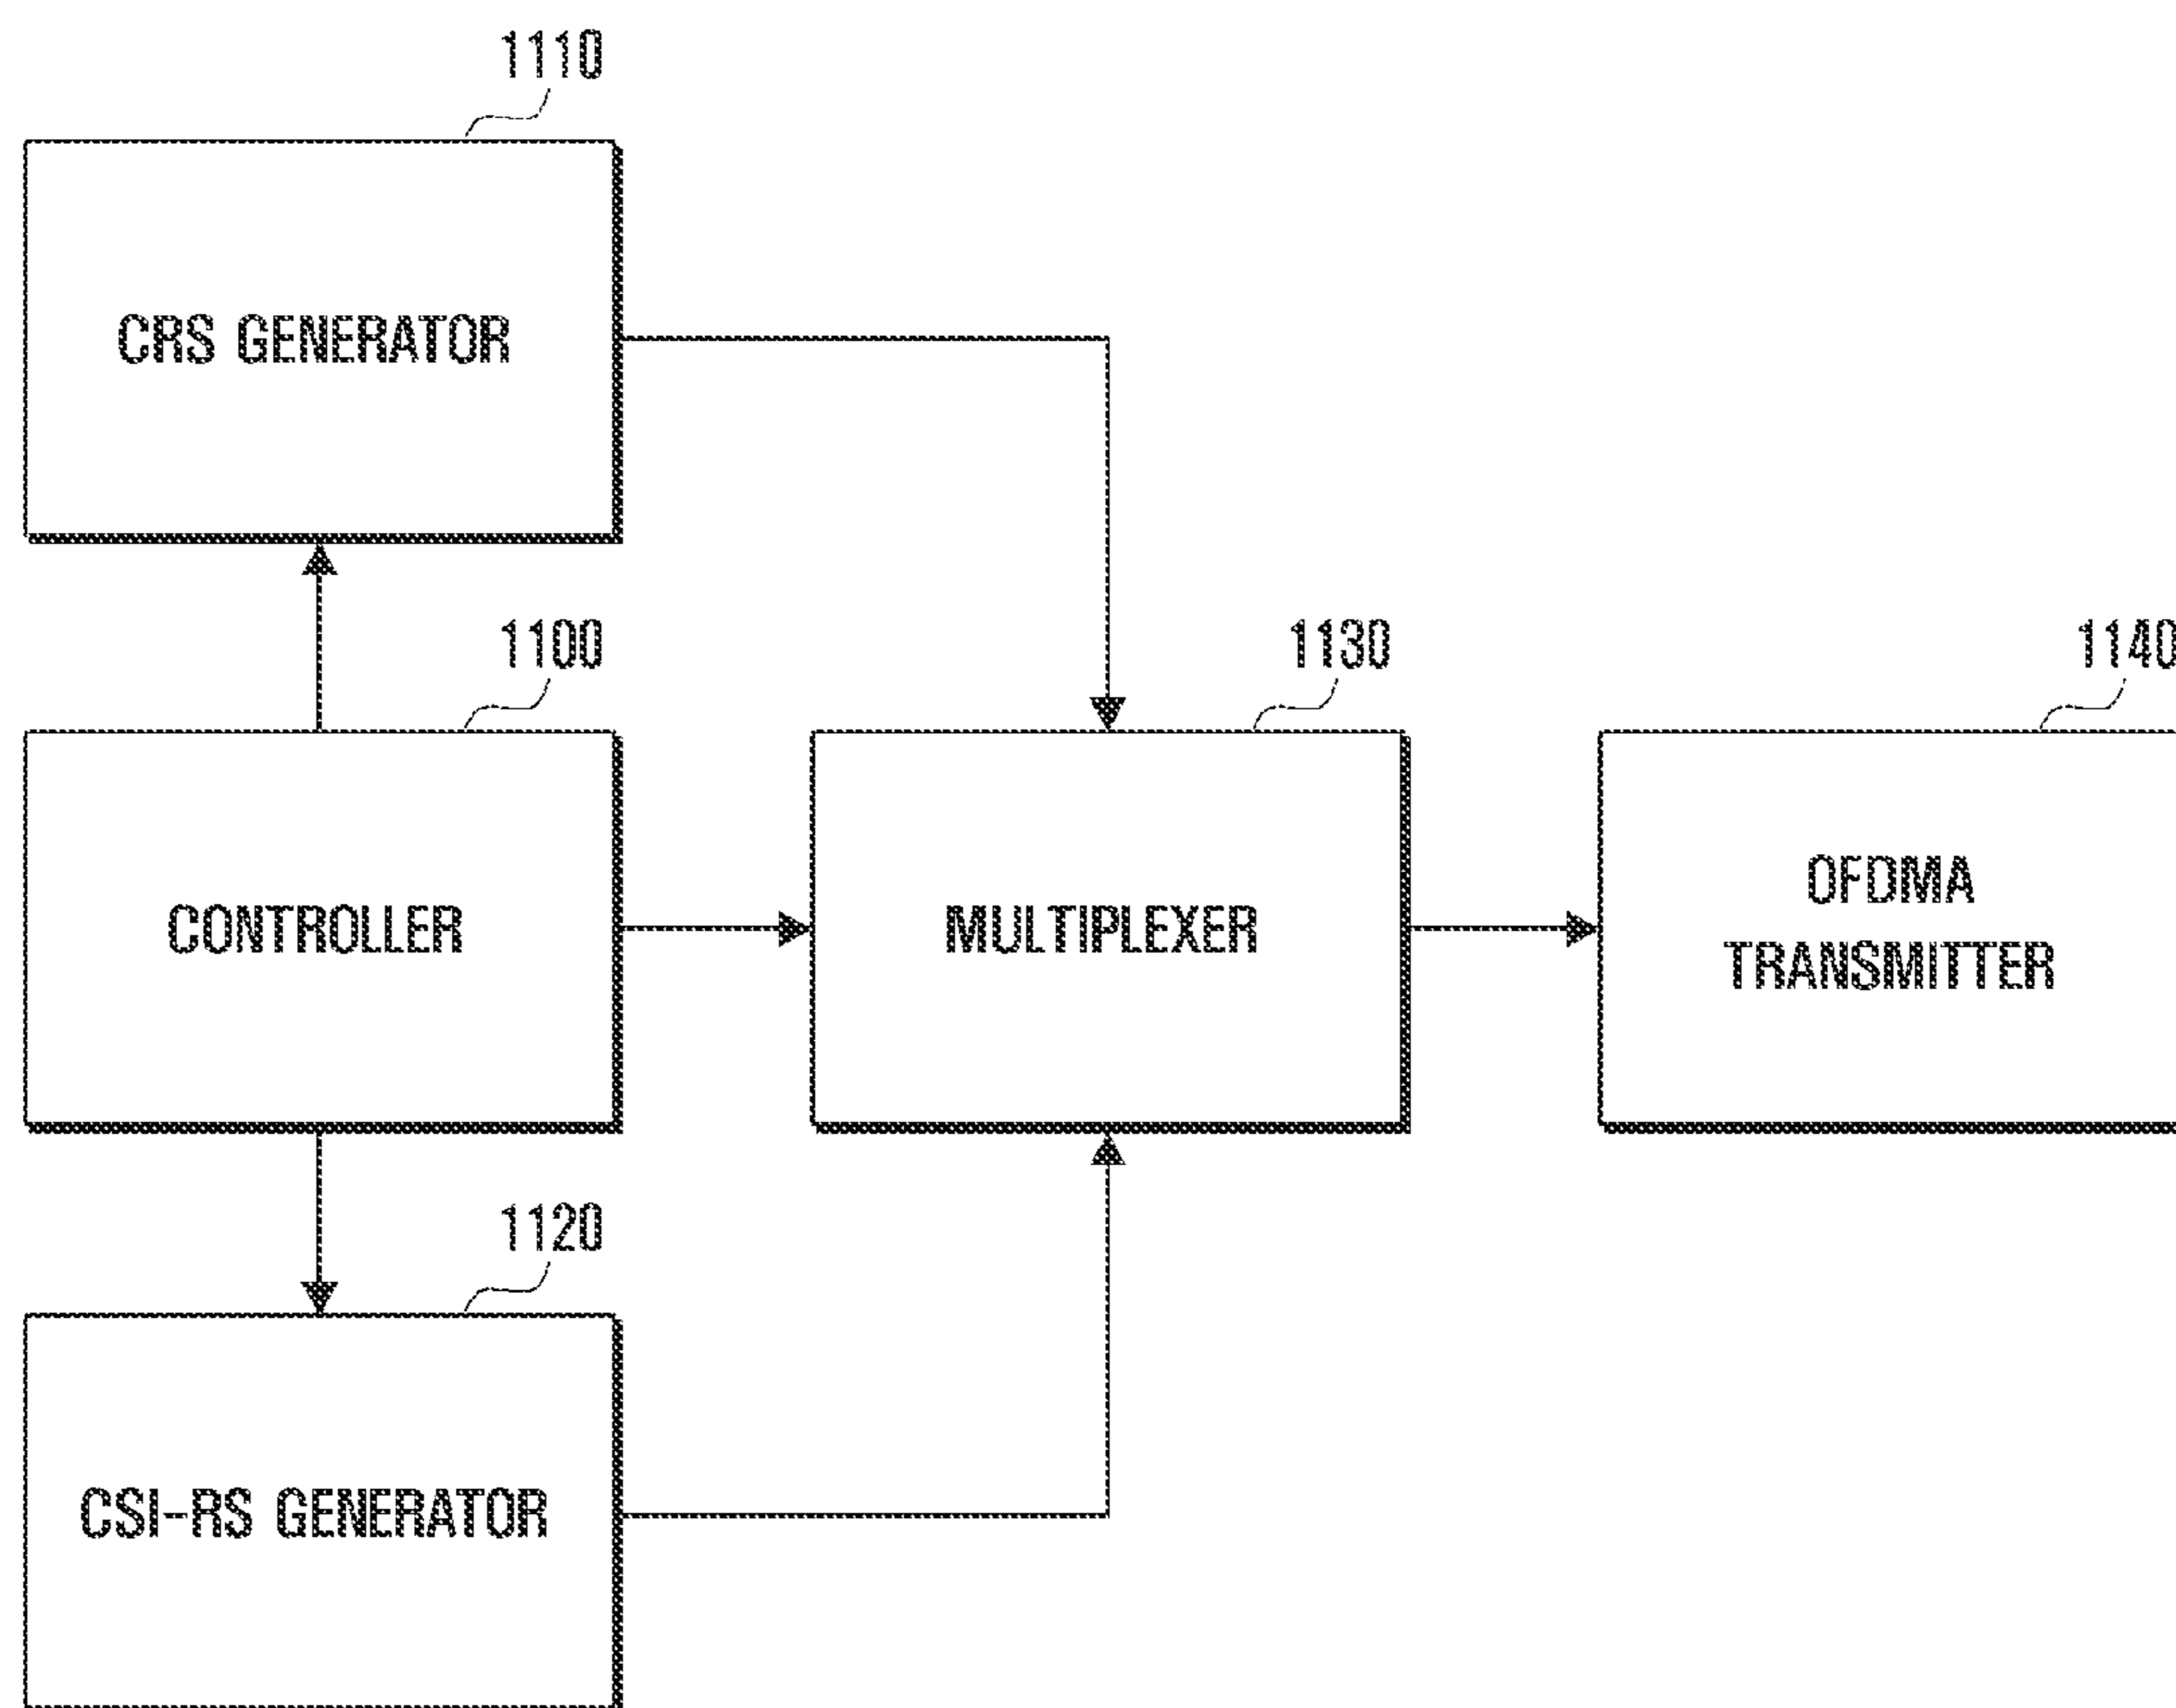 1110
CRS GENERATOR
1100
CONTROLLER
1130
MULTIPLEXER
1140
OFDMA
TRANSMITTER
1120
CSI-RS GENERATOR